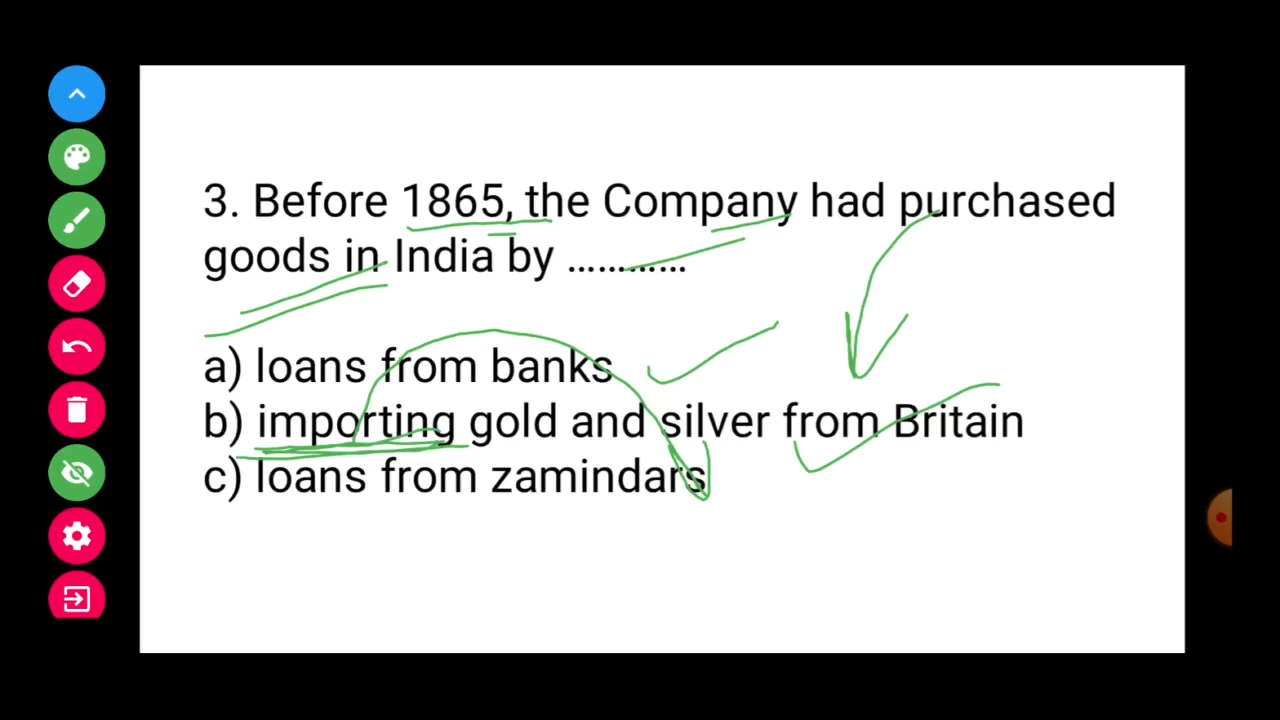 3. Before 1865, the Company had purchased
goods in India by ............
a) loans from banks
b) importing gold and silver from Britain
c) loans from zamindars